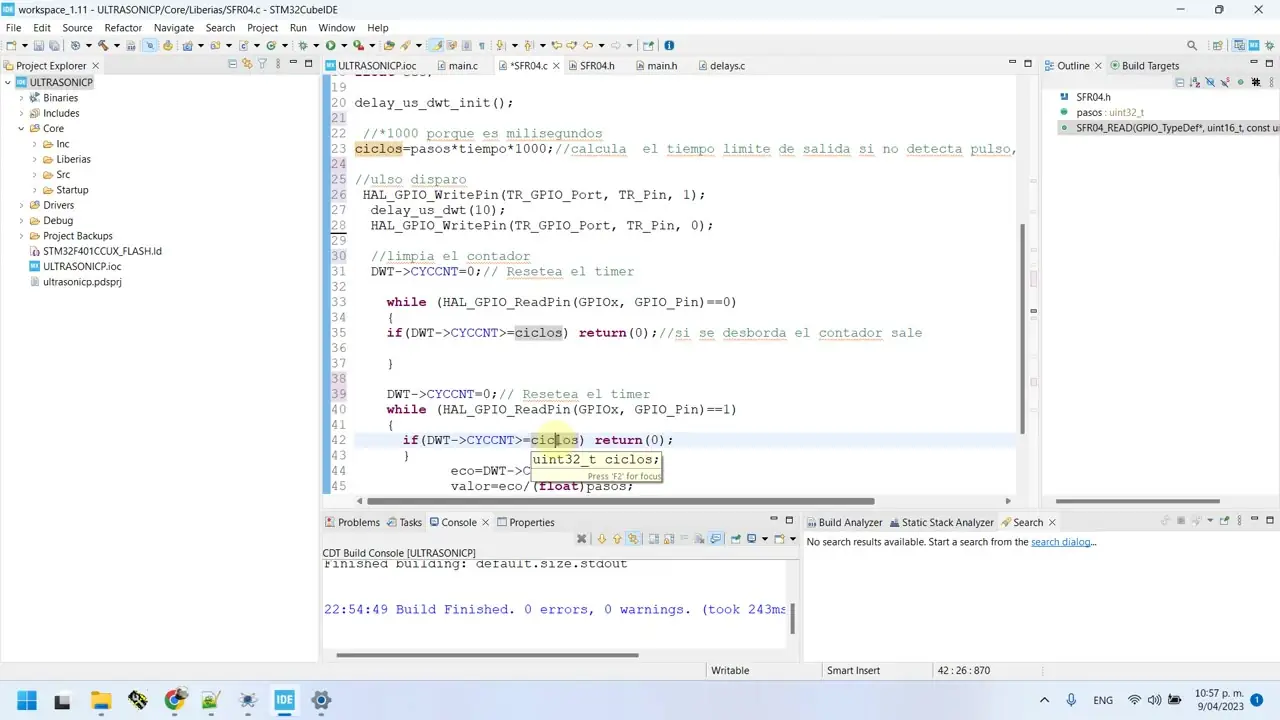 workspace_1.11 - ULTRASONICP/Core/Liberias/SFR04.c - STM32CubeIDE
File Edit Source Refactor Navigate Search Project Run Window Help
Project Explorer
ULTRASONICP
Binaries
Includes
Core
Inc
Liberias
Src
Startup
Drivers
Debug
Project Backups
STM32F401CCUX_FLASH.ld
ULTRASONICP.ioc
ultrasonicp.pdsprj
ULTRASONICP.ioc main.c *SFR04.c SFR04.h main.h delays.c
19
20 delay_us_dwt_init();
21
22 //*1000 porque es milisegundos
23 ciclos=pasos*tiempo*1000;//calcula el tiempo limite de salida si no detecta pulso,
24
25 //ulso disparo
26 HAL_GPIO_WritePin(TR_GPIO_Port, TR_Pin, 1);
27 delay_us_dwt(10);
28 HAL_GPIO_WritePin(TR_GPIO_Port, TR_Pin, 0);
29
30 //limpia el contador
31 DWT->CYCCNT=0;// Resetea el timer
32
33 while (HAL_GPIO_ReadPin(GPIOx, GPIO_Pin)==0)
34 {
35 if(DWT->CYCCNT>=ciclos) return(0);//si se desborda el contador sale
36
37 }
38
39 DWT->CYCCNT=0;// Resetea el timer
40 while (HAL_GPIO_ReadPin(GPIOx, GPIO_Pin)==1)
41 {
42 if(DWT->CYCCNT>=ciclos) return(0);
43 }
uint32_t ciclos;
Press 'F2' for focus
44 eco=DWT->C
45 valor=eco/(float)pasos;
Outline Build Targets
SFR04.h
pasos : uint32_t
SFR04_READ(GPIO_TypeDef*, uint16_t, const u
Problems Tasks Console Properties
CDT Build Console [ULTRASONICP]
Finished building: default.size.stdout
22:54:49 Build Finished. 0 errors, 0 warnings. (took 243ms
Build Analyzer Static Stack Analyzer Search
No search results available. Start a search from the search dialog...
Writable Smart Insert 42 : 26 : 870
IDE ENG 10:57 p. m.
9/04/2023 1